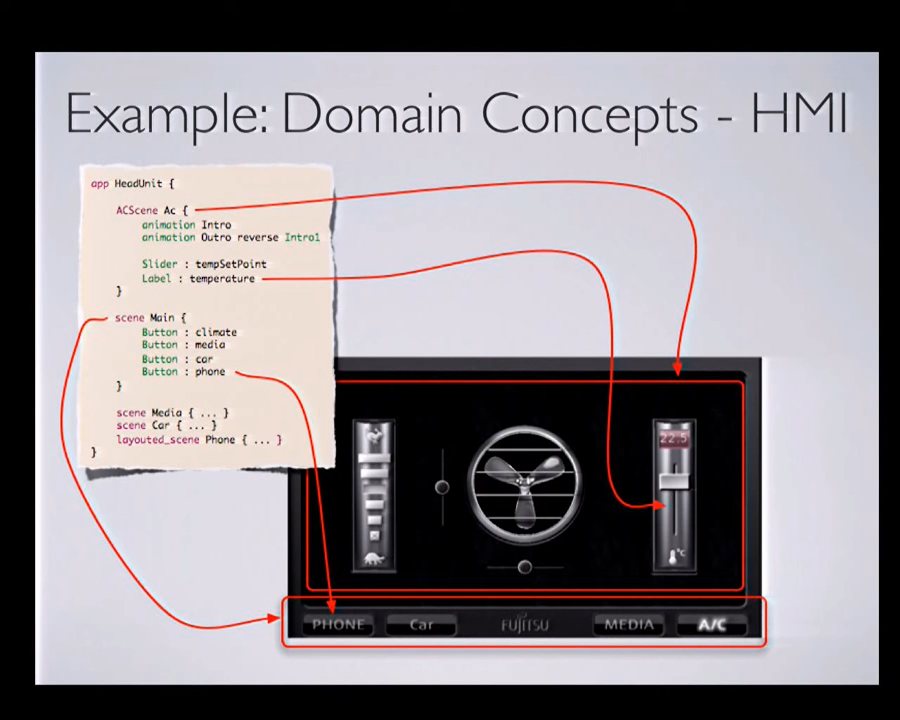 Example: Domain Concepts - HMI
app HeadUnit {
ACScene Ac {
animation Intro
animation Outro reverse Intro1
Slider : tempSetPoint
Label : temperature
}
scene Main {
Button : climate
Button : media
Button : car
Button : phone
}
scene Media { ... }
scene Car { ... }
layouted_scene Phone { ... }
}
22.5
°C
PHONE Car FUJITSU MEDIA A/C